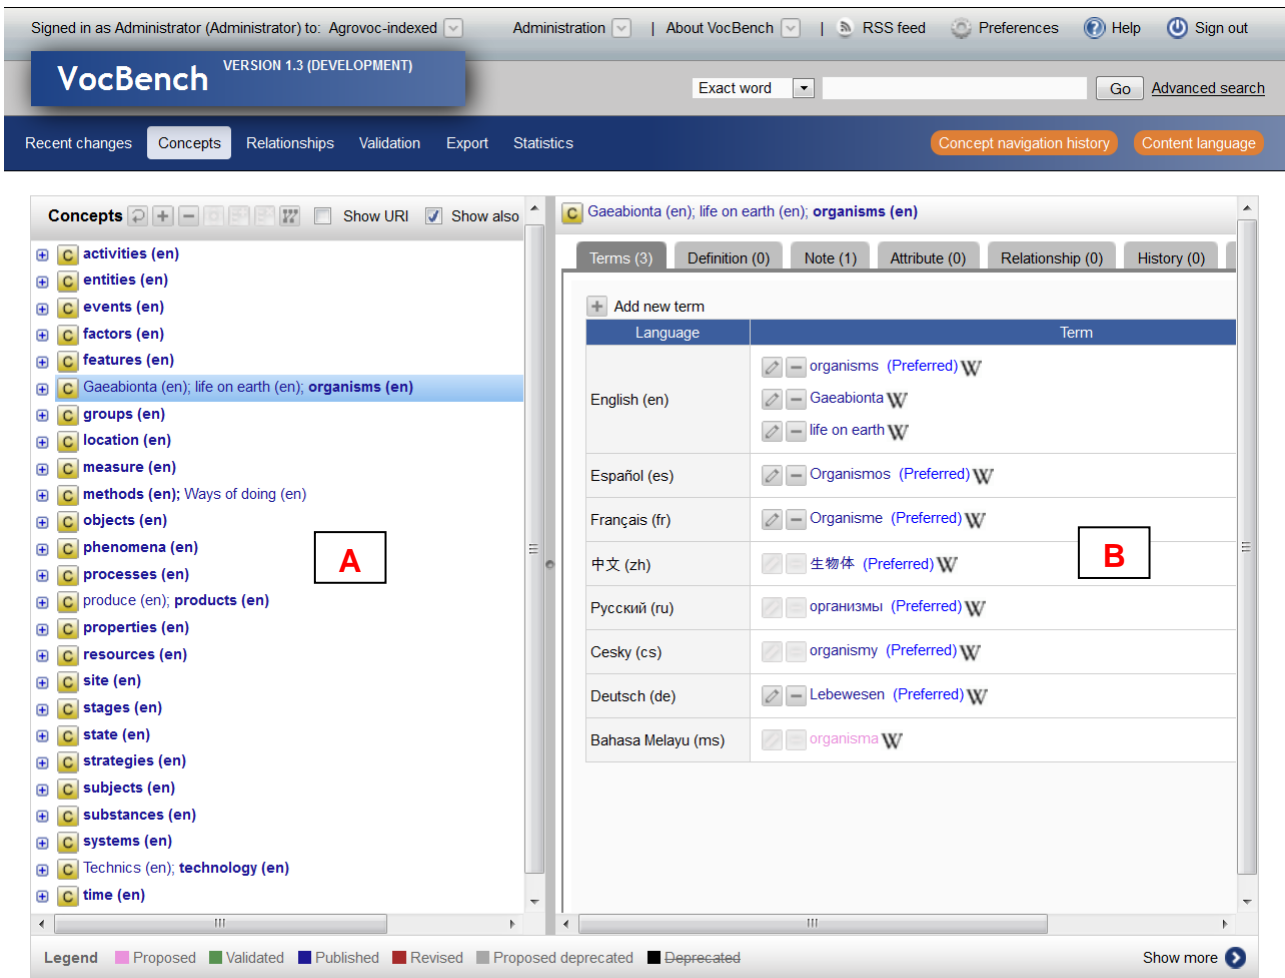 Signed in as Administrator (Administrator) to: Agrovoc-indexed Administration | About VocBench | RSS feed Preferences Help Sign out
VocBench VERSION 1.3 (DEVELOPMENT)
Exact word Go Advanced search
Recent changes Concepts Relationships Validation Export Statistics Concept navigation history Content language
Concepts Show URI Show also
C activities (en)
C entities (en)
C events (en)
C factors (en)
C features (en)
C Gaeabionta (en); life on earth (en); organisms (en)
C groups (en)
C location (en)
C measure (en)
C methods (en); Ways of doing (en)
C objects (en)
C phenomena (en)
C processes (en)
C produce (en); products (en)
C properties (en)
C resources (en)
C site (en)
C stages (en)
C state (en)
C strategies (en)
C subjects (en)
C substances (en)
C systems (en)
C Technics (en); technology (en)
C time (en)
A
C Gaeabionta (en); life on earth (en); organisms (en)
Terms (3) Definition (0) Note (1) Attribute (0) Relationship (0) History (0)
Add new term
Language Term
English (en)
organisms (Preferred) W
Gaeabionta W
life on earth W
Español (es) Organismos (Preferred) W
Français (fr) Organisme (Preferred) W
中文 (zh) 生物体 (Preferred) W
Русский (ru) организмы (Preferred) W
Cesky (cs) organismy (Preferred) W
Deutsch (de) Lebewesen (Preferred) W
Bahasa Melayu (ms) organisma W
B
Legend Proposed Validated Published Revised Proposed deprecated Deprecated Show more